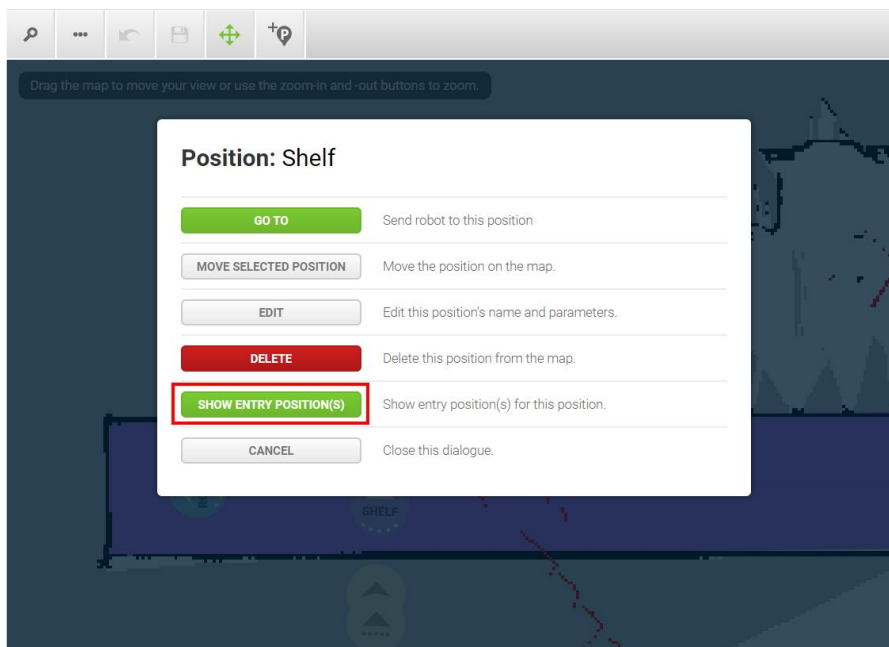 Drag the map to move your view or use the zoom-in and -out buttons to zoom.
Position: Shelf
GO TO
Send robot to this position
MOVE SELECTED POSITION
Move the position on the map.
EDIT
Edit this position's name and parameters.
DELETE
Delete this position from the map.
SHOW ENTRY POSITION(S)
Show entry position(s) for this position.
CANCEL
Close this dialogue.
SHELF